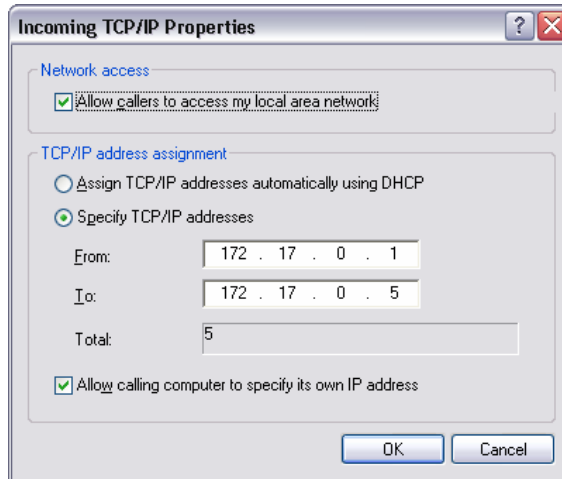 Incoming TCP/IP Properties
Network access
Allow callers to access my local area network
TCP/IP address assignment
Assign TCP/IP addresses automatically using DHCP
Specify TCP/IP addresses
From: 172 . 17 . 0 . 1
To: 172 . 17 . 0 . 5
Total: 5
Allow calling computer to specify its own IP address
OK Cancel